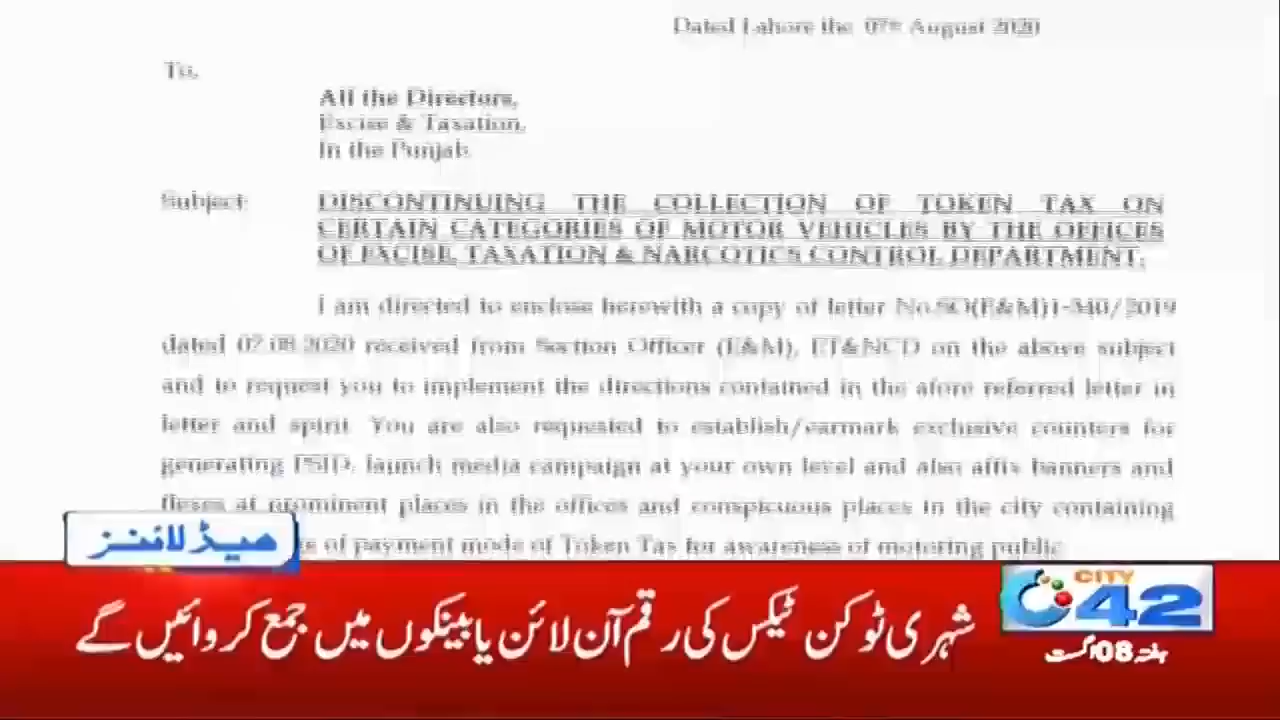 Dated Lahore the 07th August 2020
To,
All the Directors,
Excise & Taxation,
In the Punjab
Subject:
DISCONTINUING THE COLLECTION OF TOKEN TAX ON
CERTAIN CATEGORIES OF MOTOR VEHICLES BY THE OFFICES
OF EXCISE, TAXATION & NARCOTICS CONTROL DEPARTMENT.
I am directed to enclose herewith a copy of letter
dated 07.08.2020 received from Section Officer (E&M), ET&NCD on the above subject
and to request you to implement the directions contained in the afore referred letter in
letter and spirit. You are also requested to establish/earmark exclusive counters for
generating PSID, launch media campaign at your own level and also affix banners and
flexes at prominent places in the offices and conspicuous places in the city containing
of payment mode of Token Tax for awareness of motoring public
ھیڈلائنز
CITY
42
شہری ٹوکن ٹیکس کی رقم آن لائن یا بینکوں میں جمع کروائیں گے
ہفتہ 08 اگست